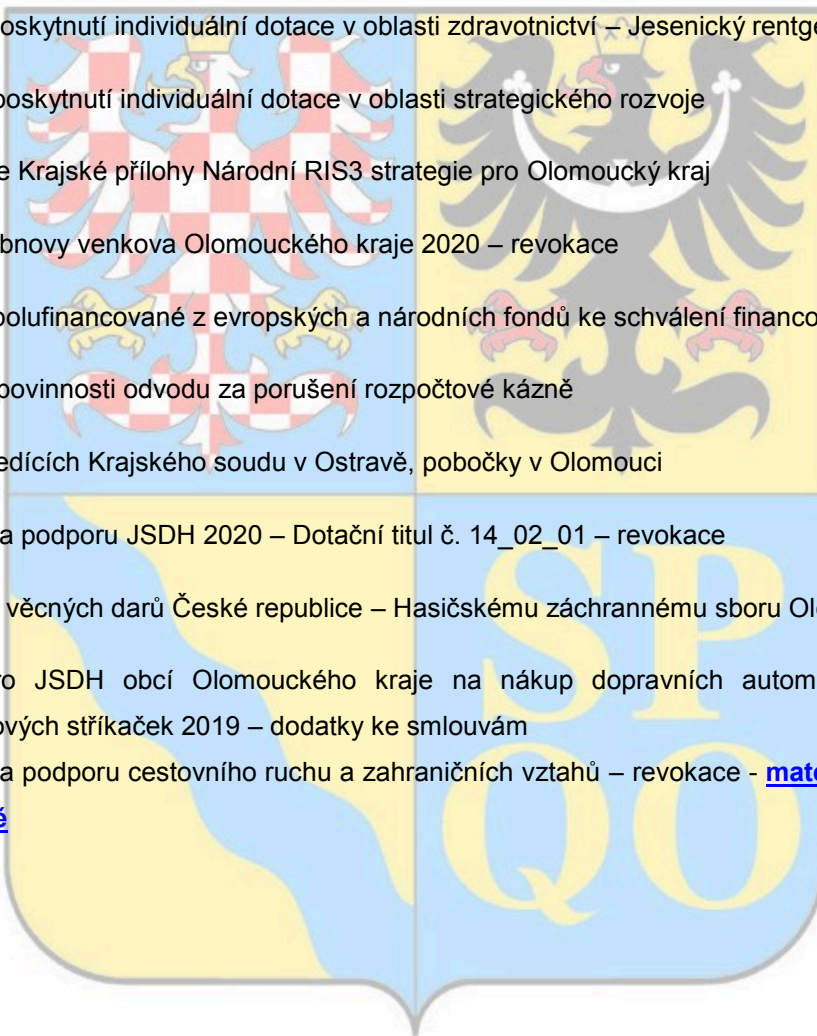 oskytnutí individuální dotace v oblasti zdravotnictví – Jesenický rentge
poskytnutí individuální dotace v oblasti strategického rozvoje
e Krajské přílohy Národní RIS3 strategie pro Olomoucký kraj
bnovy venkova Olomouckého kraje 2020 – revokace
polufinancované z evropských a národních fondů ke schválení financo
povinnosti odvodu za porušení rozpočtové kázně
edících Krajského soudu v Ostravě, pobočky v Olomouci
a podporu JSDH 2020 – Dotační titul č. 14_02_01 – revokace
věcných darů České republice – Hasičskému záchrannému sboru Olo
ro JSDH obcí Olomouckého kraje na nákup dopravních autom
ových stříkaček 2019 – dodatky ke smlouvám
a podporu cestovního ruchu a zahraničních vztahů – revokace - mate
ě
SP
QO